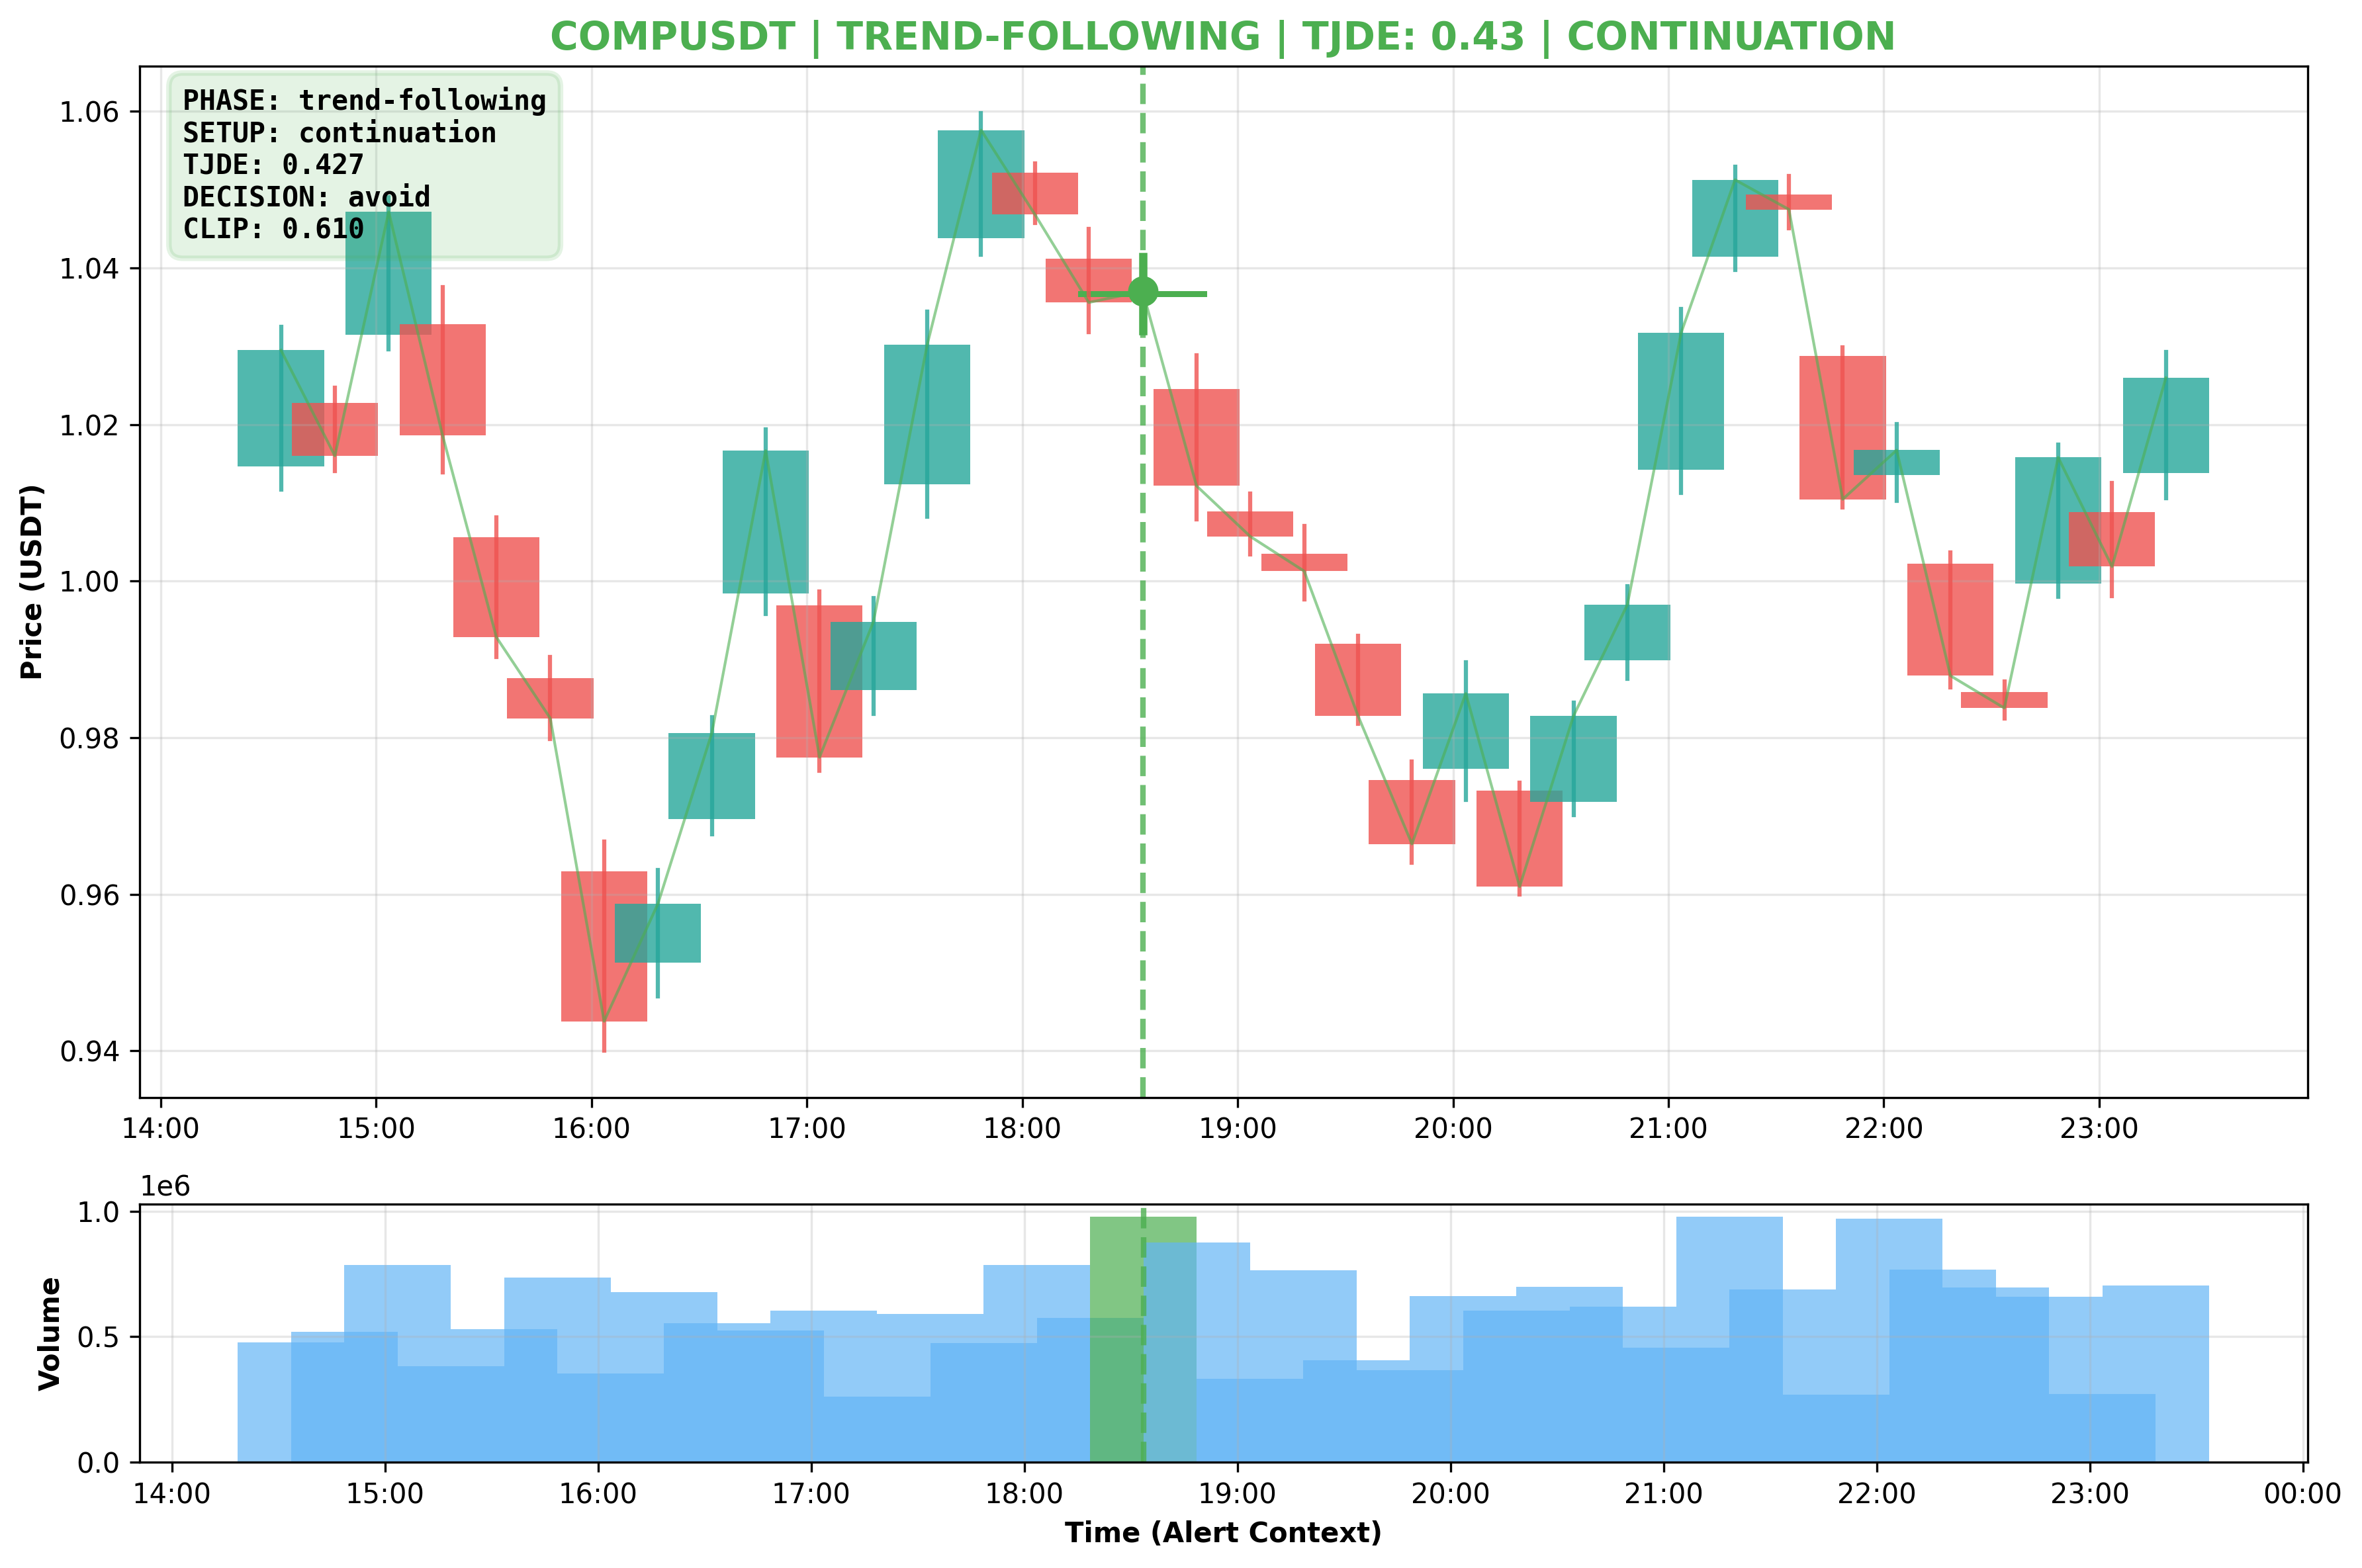 COMPUSDT | TREND-FOLLOWING | TJDE: 0.43 | CONTINUATION
PHASE: trend-following
SETUP: continuation
TJDE: 0.427
DECISION: avoid
CLIP: 0.610
Price (USDT)
1.06
1.04
1.02
1.00
0.98
0.96
0.94
14:00 15:00 16:00 17:00 18:00 19:00 20:00 21:00 22:00 23:00
1e6
Volume
1.0
0.5
0.0
14:00 15:00 16:00 17:00 18:00 19:00 20:00 21:00 22:00 23:00 00:00
Time (Alert Context)